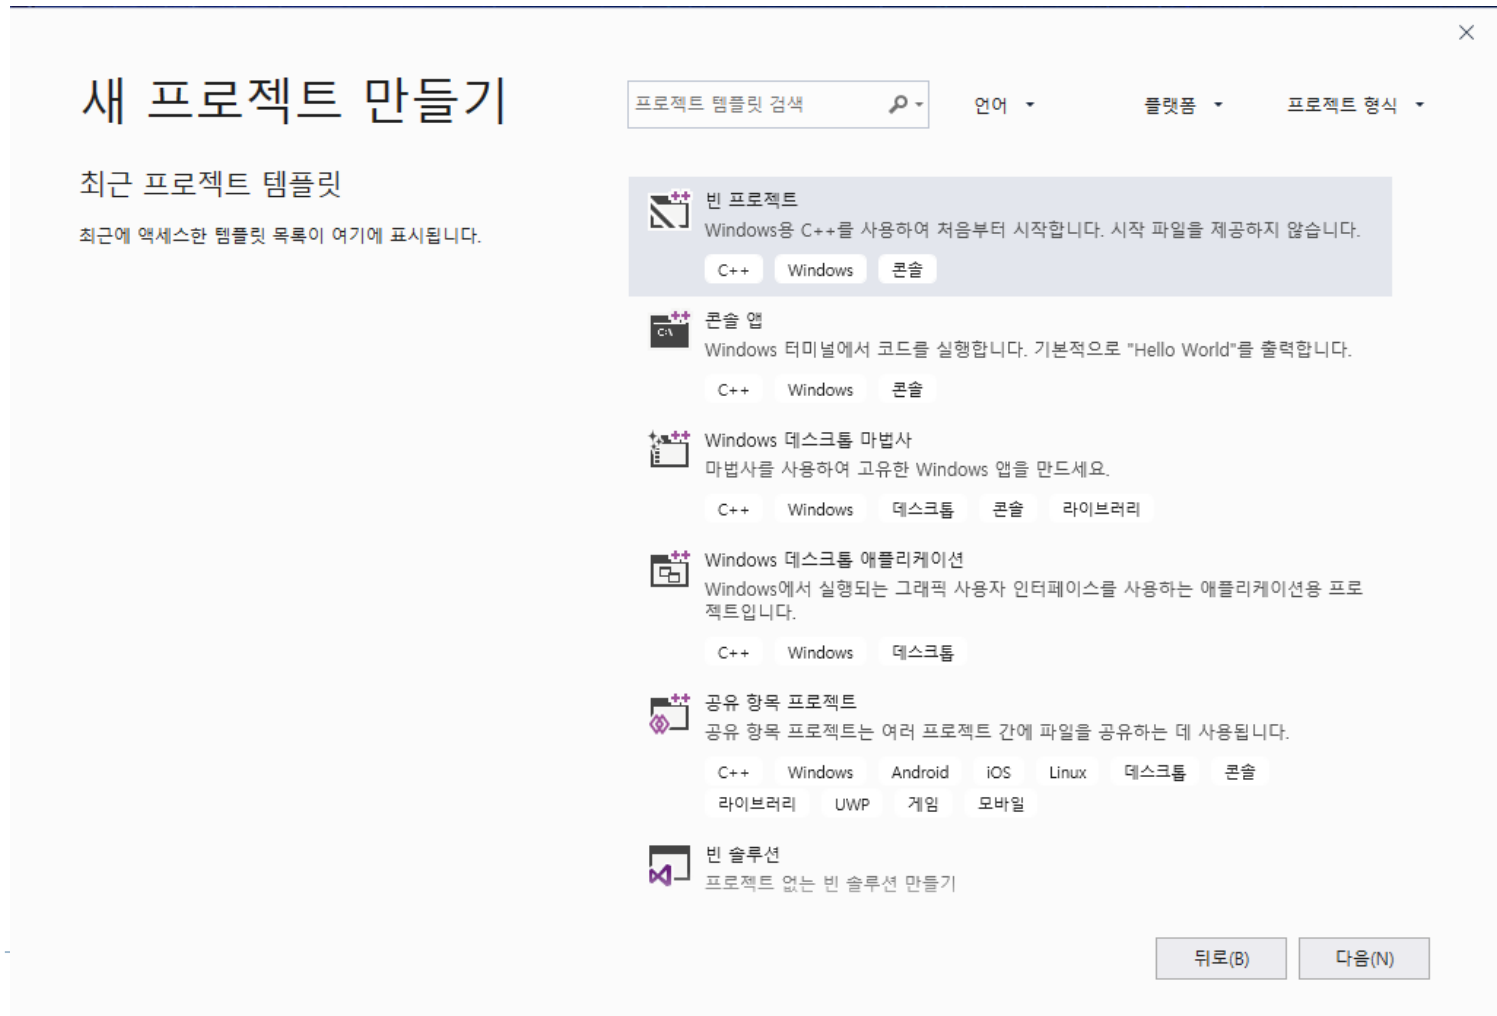 새 프로젝트 만들기
프로젝트 템플릿 검색
언어
플랫폼
프로젝트 형식
최근 프로젝트 템플릿
최근에 액세스한 템플릿 목록이 여기에 표시됩니다.
빈 프로젝트
Windows용 C++를 사용하여 처음부터 시작합니다. 시작 파일을 제공하지 않습니다.
C++ Windows 콘솔
C:\
콘솔 앱
Windows 터미널에서 코드를 실행합니다. 기본적으로 "Hello World"를 출력합니다.
C++ Windows 콘솔
Windows 데스크톱 마법사
마법사를 사용하여 고유한 Windows 앱을 만드세요.
C++ Windows 데스크톱 콘솔 라이브러리
Windows 데스크톱 애플리케이션
Windows에서 실행되는 그래픽 사용자 인터페이스를 사용하는 애플리케이션용 프로
젝트입니다.
C++ Windows 데스크톱
공유 항목 프로젝트
공유 항목 프로젝트는 여러 프로젝트 간에 파일을 공유하는 데 사용됩니다.
C++ Windows Android iOS Linux 데스크톱 콘솔
라이브러리 UWP 게임 모바일
빈 솔루션
프로젝트 없는 빈 솔루션 만들기
뒤로(B)
다음(N)